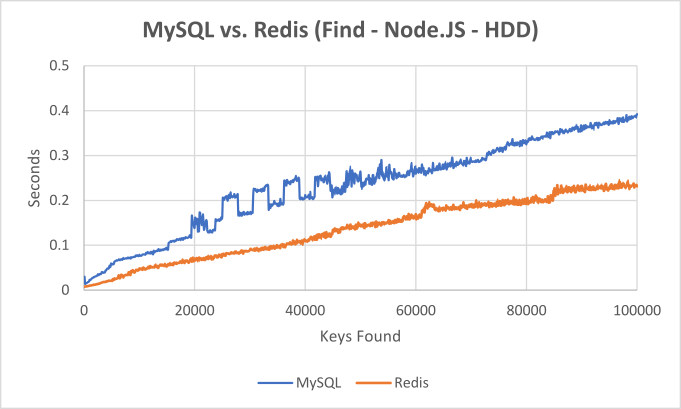 MySQL vs. Redis (Find - Node.JS - HDD)
0.5
0.4
0.3
0.2
0.1
0
Seconds
0 20000 40000 60000 80000 100000
Keys Found
MySQL Redis